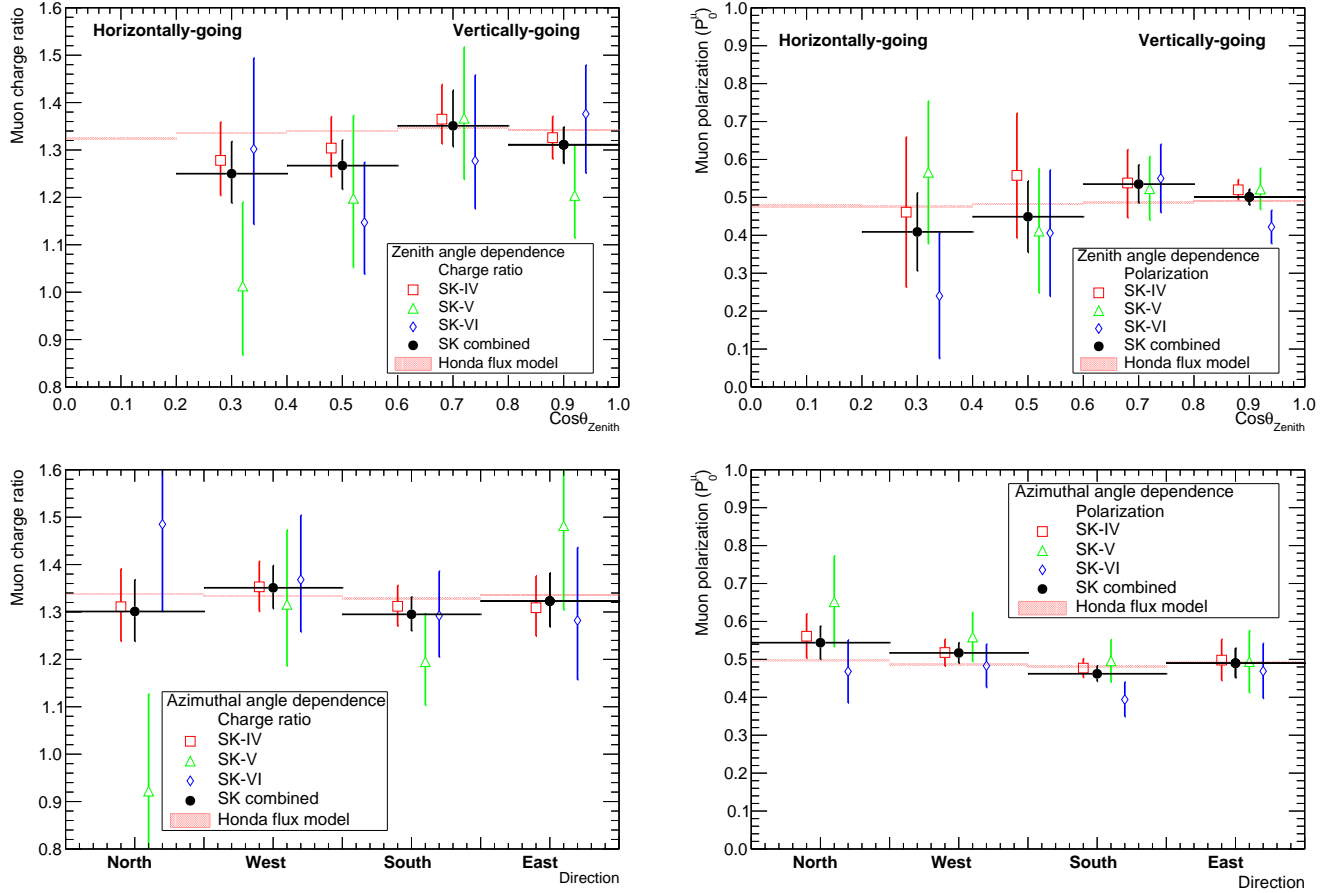 Muon charge ratio
1.6
1.5
1.4
1.3
1.2
1.1
1.0
0.9
0.8
Horizontally-going
Vertically-going
Zenith angle dependence
Charge ratio
SK-IV
SK-V
SK-VI
SK combined
Honda flux model
0.0 0.1 0.2 0.3 0.4 0.5 0.6 0.7 0.8 0.9 1.0
Cosθ_Zenith
Muon polarization (P₀^μ)
1.0
0.9
0.8
0.7
0.6
0.5
0.4
0.3
0.2
0.1
0.0
Horizontally-going
Vertically-going
Zenith angle dependence
Polarization
SK-IV
SK-V
SK-VI
SK combined
Honda flux model
0.0 0.1 0.2 0.3 0.4 0.5 0.6 0.7 0.8 0.9 1.0
Cosθ_Zenith
Muon charge ratio
1.6
1.5
1.4
1.3
1.2
1.1
1.0
0.9
0.8
Azimuthal angle dependence
Charge ratio
SK-IV
SK-V
SK-VI
SK combined
Honda flux model
North West South East
Direction
Muon polarization (P₀^μ)
1.0
0.9
0.8
0.7
0.6
0.5
0.4
0.3
0.2
0.1
0.0
Azimuthal angle dependence
Polarization
SK-IV
SK-V
SK-VI
SK combined
Honda flux model
North West South East
Direction